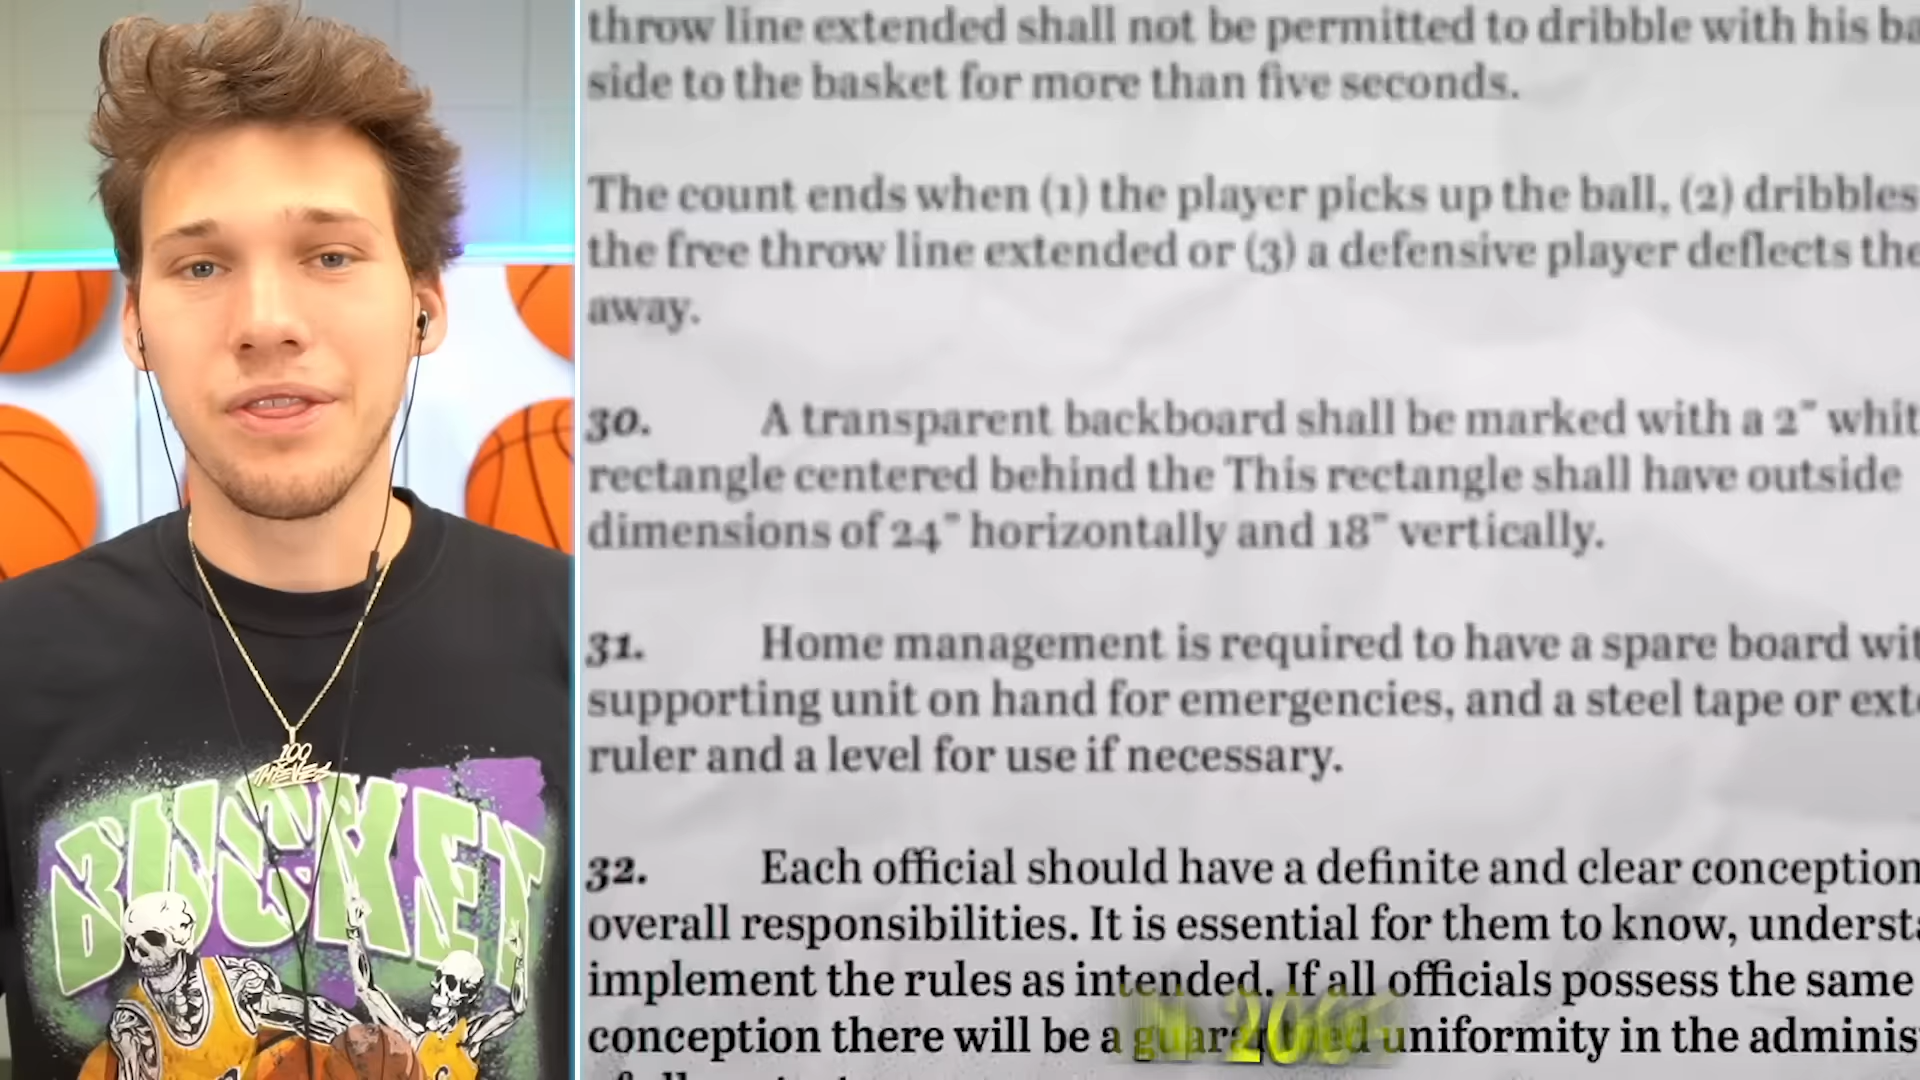 throw line extended shall not be permitted to dribble with his
side to the basket for more than five seconds.
The count ends when (1) the player picks up the ball, (2) dribbles
the free throw line extended or (3) a defensive player deflects the
away.
30. A transparent backboard shall be marked with a 2" whit
rectangle centered behind the This rectangle shall have outside
dimensions of 24" horizontally and 18" vertically.
31. Home management is required to have a spare board wit
supporting unit on hand for emergencies, and a steel tape or ext
ruler and a level for use if necessary.
32. Each official should have a definite and clear conception
overall responsibilities. It is essential for them to know, underst
implement the rules as intended. If all officials possess the same
conception there will be a guaranteed uniformity in the adminis
100
THIEVES
BUCKET